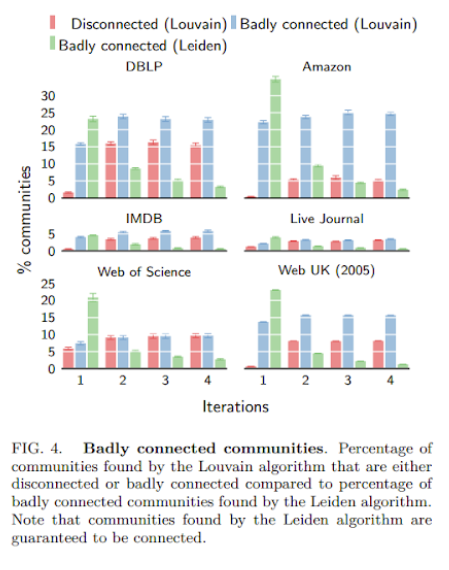 Disconnected (Louvain) Badly connected (Louvain)
Badly connected (Leiden)
DBLP Amazon
30
25
20
15
10
5
0
IMDB Live Journal
5
0
Web of Science Web UK (2005)
25
20
15
10
5
0
1 2 3 4 1 2 3 4
% communities
Iterations
FIG. 4. Badly connected communities. Percentage of
communities found by the Louvain algorithm that are either
disconnected or badly connected compared to percentage of
badly connected communities found by the Leiden algorithm.
Note that communities found by the Leiden algorithm are
guaranteed to be connected.